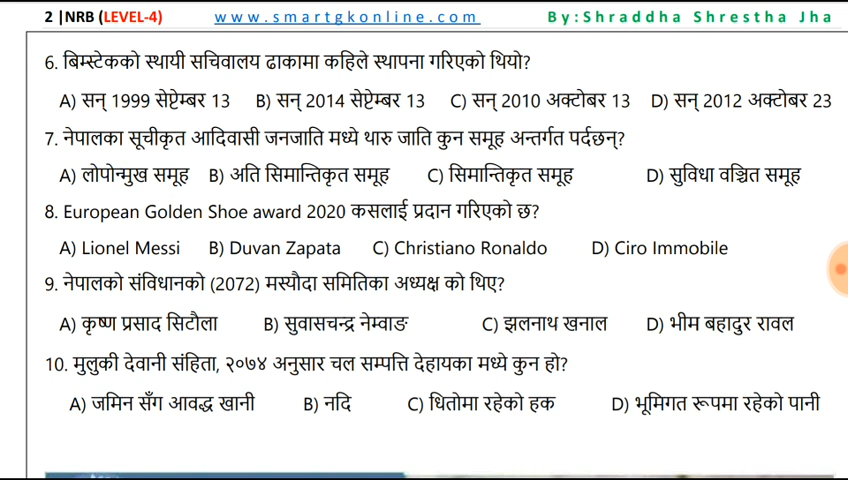 2 |NRB (LEVEL-4) www.smartgkonline.com By:Shraddha Shrestha Jha
6. बिम्स्टेकको स्थायी सचिवालय ढाकामा कहिले स्थापना गरिएको थियो?
A) सन् 1999 सेप्टेम्बर 13 B) सन् 2014 सेप्टेम्बर 13 C) सन् 2010 अक्टोबर 13 D) सन् 2012 अक्टोबर 23
7. नेपालका सूचीकृत आदिवासी जनजाति मध्ये थारु जाति कुन समूह अन्तर्गत पर्दछन्?
A) लोपोन्मुख समूह B) अति सिमान्तिकृत समूह C) सिमान्तिकृत समूह D) सुविधा वञ्चित समूह
8. European Golden Shoe award 2020 कसलाई प्रदान गरिएको छ?
A) Lionel Messi B) Duvan Zapata C) Christiano Ronaldo D) Ciro Immobile
9. नेपालको संविधानको (2072) मस्यौदा समितिका अध्यक्ष को थिए?
A) कृष्ण प्रसाद सिटौला B) सुवासचन्द्र नेम्वाङ C) झलनाथ खनाल D) भीम बहादुर रावल
10. मुलुकी देवानी संहिता, २०७४ अनुसार चल सम्पत्ति देहायका मध्ये कुन हो?
A) जमिन सँग आवद्ध खानी B) नदि C) धितोमा रहेको हक D) भूमिगत रूपमा रहेको पानी